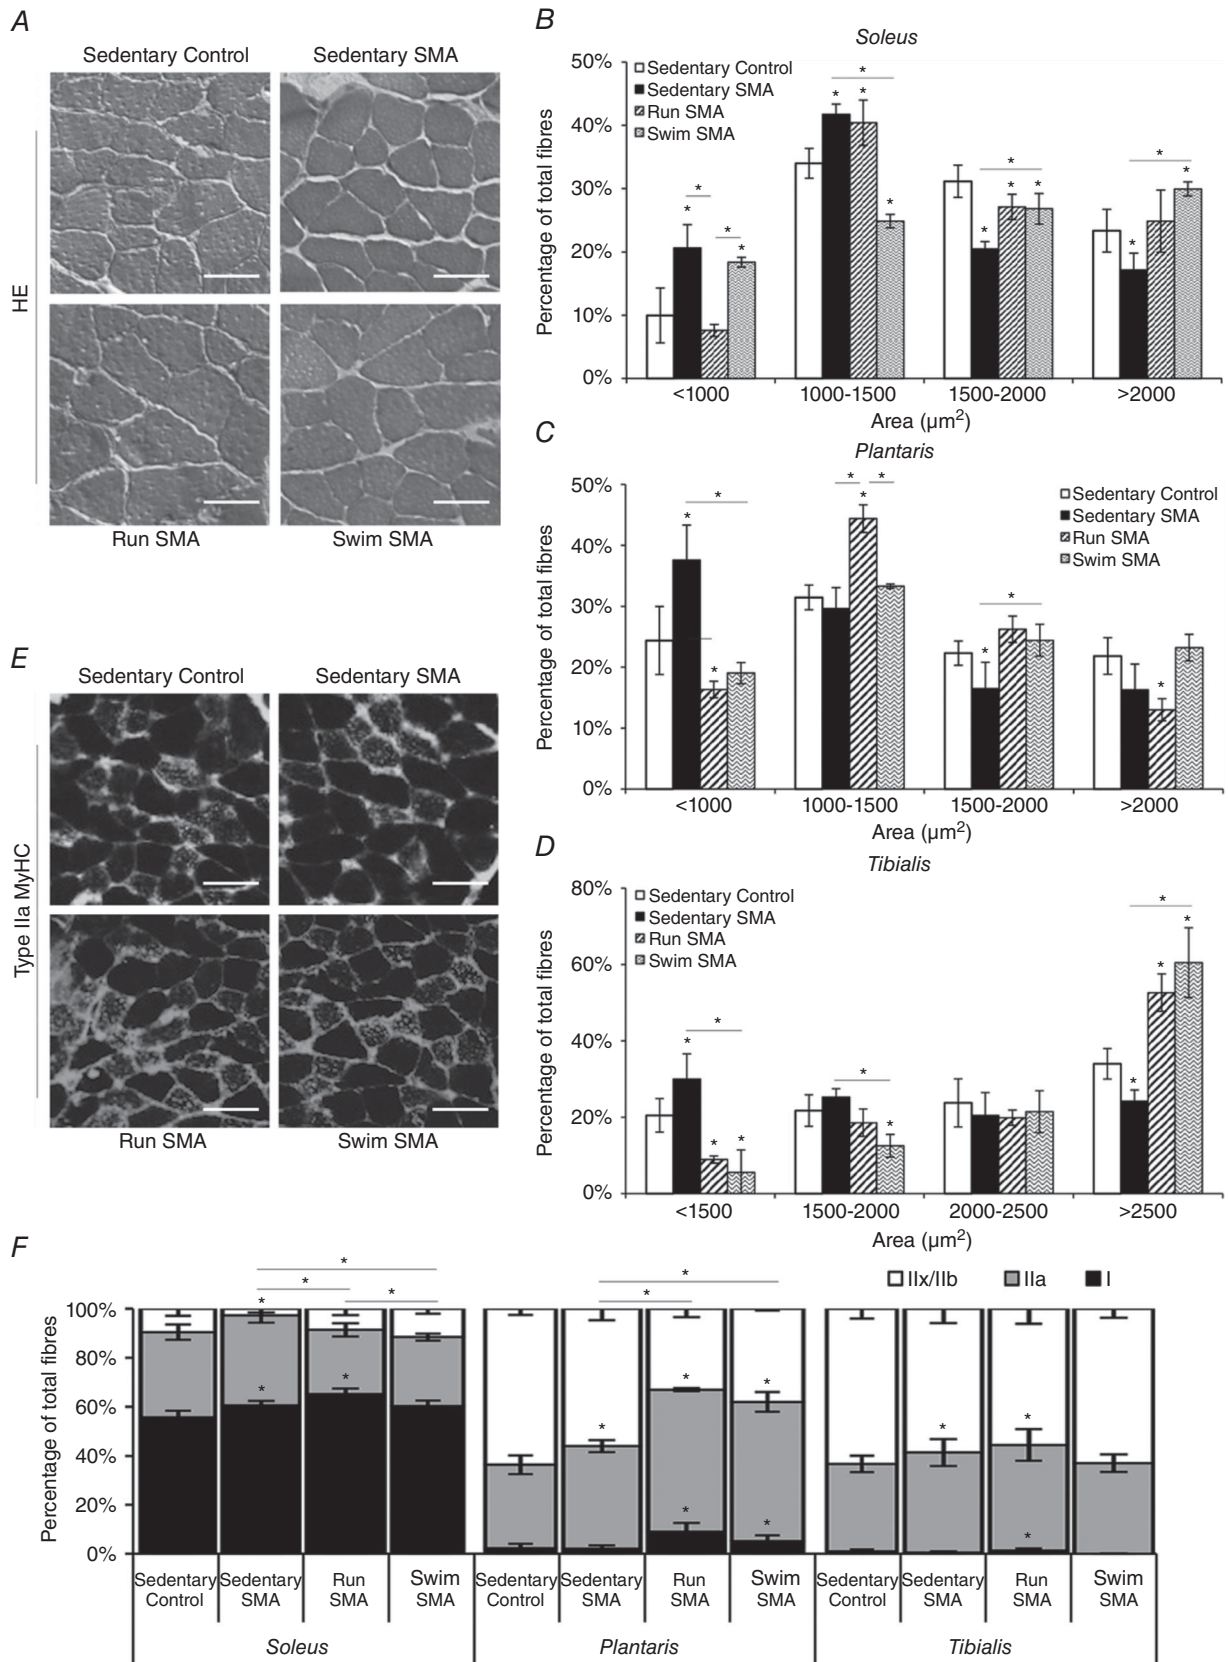 A
Sedentary Control
Sedentary SMA
HE
Run SMA
Swim SMA
B
Soleus
50%
40%
30%
20%
10%
0%
Percentage of total fibres
Sedentary Control
Sedentary SMA
Run SMA
Swim SMA
* * * * * * * * * * * * * * *
<1000 1000-1500 1500-2000 >2000
Area (µm²)
C
Plantaris
50%
40%
30%
20%
10%
0%
Percentage of total fibres
Sedentary Control
Sedentary SMA
Run SMA
Swim SMA
* * * * * * * * *
<1000 1000-1500 1500-2000 >2000
Area (µm²)
D
Tibialis
80%
60%
40%
20%
0%
Percentage of total fibres
Sedentary Control
Sedentary SMA
Run SMA
Swim SMA
* * * * * * * * * *
<1500 1500-2000 2000-2500 >2500
Area (µm²)
E
Sedentary Control
Sedentary SMA
Type IIa MyHC
Run SMA
Swim SMA
F
IIx/IIb IIa I
100%
80%
60%
40%
20%
0%
Percentage of total fibres
* * * * * *
* * * * * * *
* * *
Sedentary Control
Sedentary SMA
Run SMA
Swim SMA
Sedentary Control
Sedentary SMA
Run SMA
Swim SMA
Sedentary Control
Sedentary SMA
Run SMA
Swim SMA
Soleus
Plantaris
Tibialis